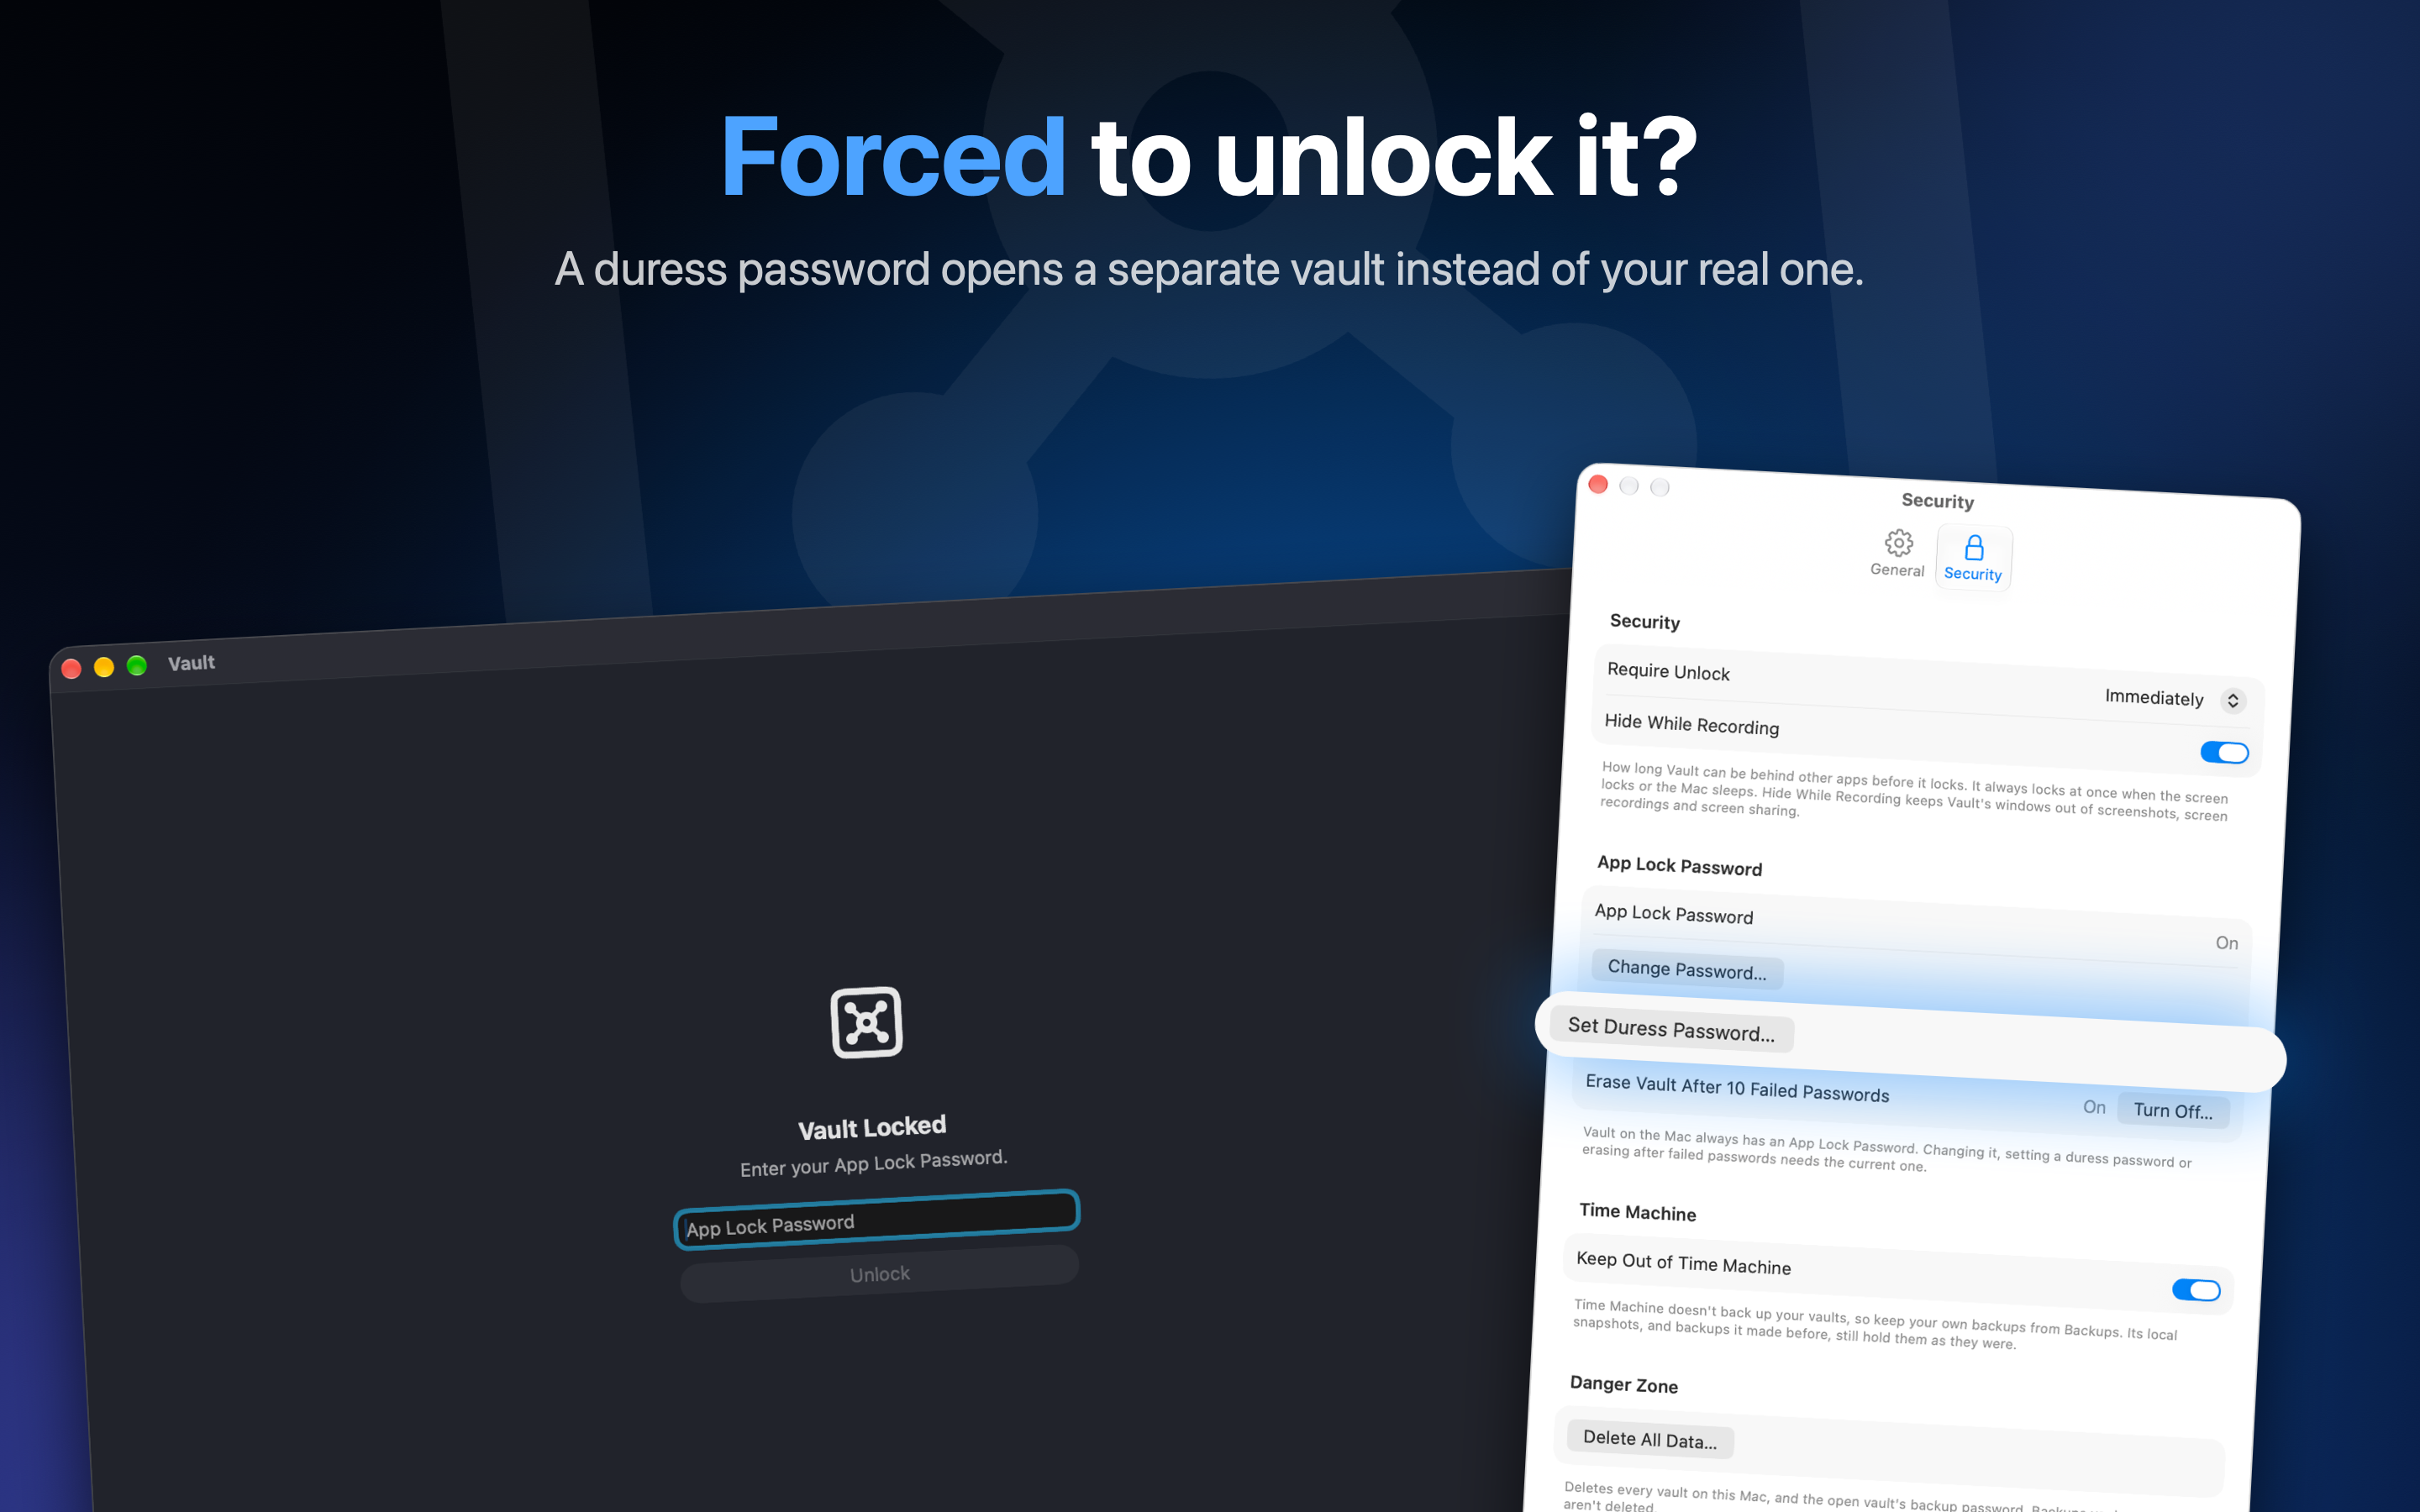 Forced to unlock it?
A duress password opens a separate vault instead of your real one.
Vault
Vault Locked
Enter your App Lock Password.
App Lock Password
Unlock
Security
General
Security
Security
Require Unlock
Immediately
Hide While Recording
How long Vault can be behind other apps before it locks. It always locks at once when the screen
locks or the Mac sleeps. Hide While Recording keeps Vault's windows out of screenshots, screen
recordings and screen sharing.
App Lock Password
App Lock Password
On
Change Password...
Set Duress Password...
Erase Vault After 10 Failed Passwords
On
Turn Off...
Vault on the Mac always has an App Lock Password. Changing it, setting a duress password or
erasing after failed passwords needs the current one.
Time Machine
Keep Out of Time Machine
Time Machine doesn't back up your vaults, so keep your own backups from Backups. Its local
snapshots, and backups it made before, still hold them as they were.
Danger Zone
Delete All Data...
Deletes every vault on this Mac, and the open vault's backup password.
aren't deleted